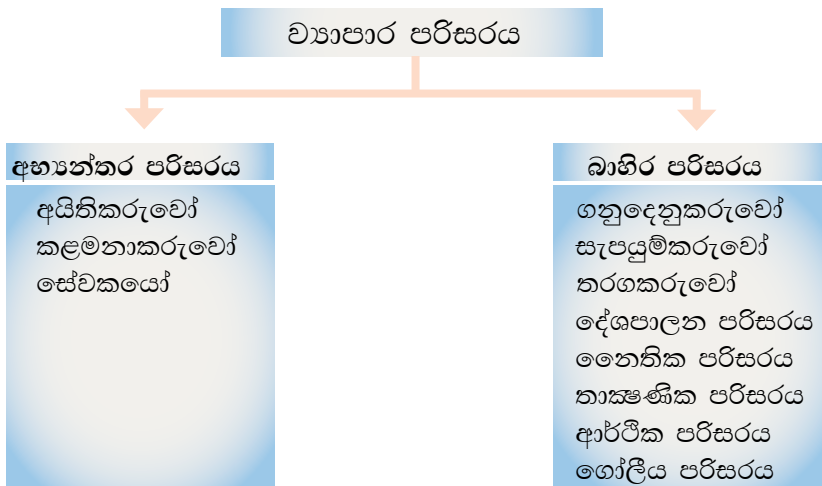 ව්‍යාපාර පරිසරය
අභ්‍යන්තර පරිසරය
අයිතිකරුවෝ
කළමනාකරුවෝ
සේවකයෝ
බාහිර පරිසරය
ගනුදෙනුකරුවෝ
සැපයුම්කරුවෝ
තරගකරුවෝ
දේශපාලන පරිසරය
නෛතික පරිසරය
තාක්‍ෂණික පරිසරය
ආර්ථික පරිසරය
ගෝලීය පරිසරය